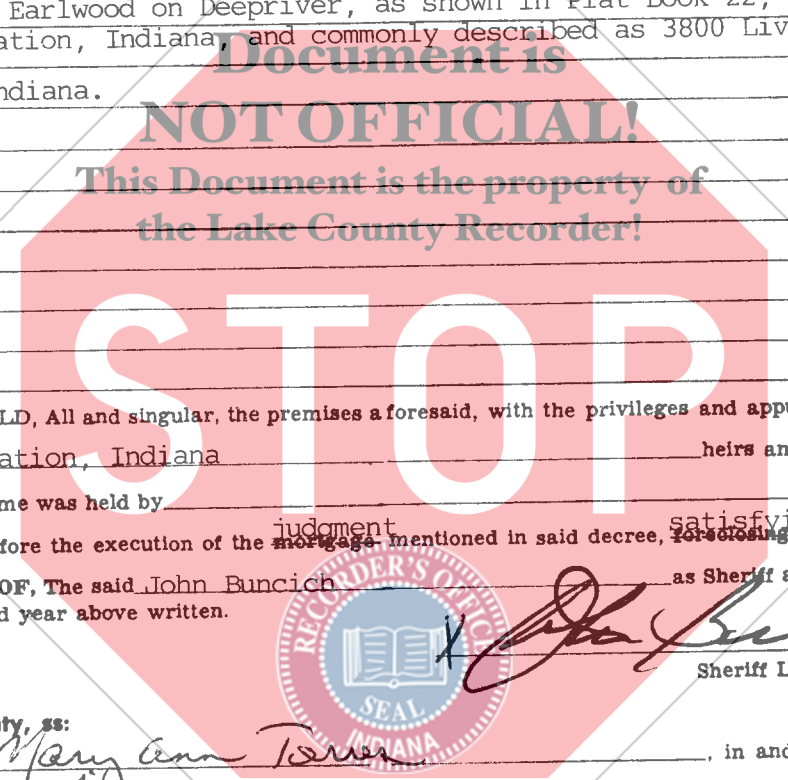 Earlwood on Deepriver, as shown in Plat Book 22,
ation, Indiana, and commonly described as 3800 Liv
ndiana.
Document is
NOT OFFICIAL!
This Document is the property of
the Lake County Recorder!
STOP
LD, All and singular, the premises aforesaid, with the privileges and appu
ation, Indiana heirs an
me was held by
judgment satisfyi
fore the execution of the mortgage mentioned in said decree, foreclosing
OF, The said John Buncich as Sheriff a
d year above written.
RECORDER'S OFFICE
SEAL
INDIANA
Sheriff L
ty, ss:
Mary Ann Torres , in and